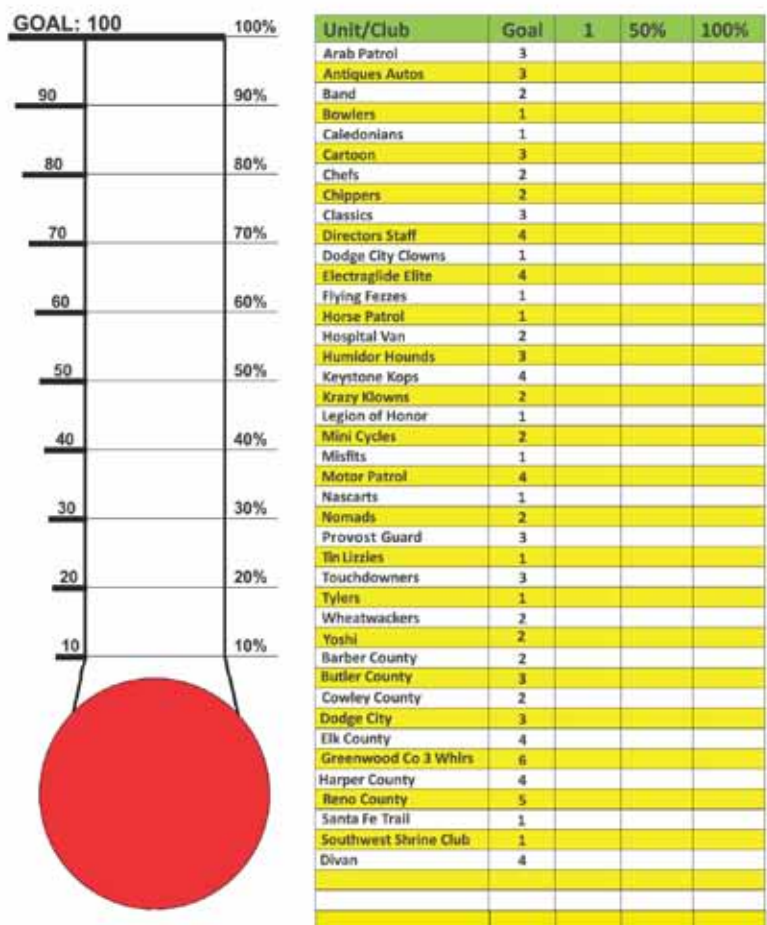 GOAL: 100 100%
90 90%
80 80%
70 70%
60 60%
50 50%
40 40%
30 30%
20 20%
10 10%
Unit/Club Goal 1 50% 100%
Arab Patrol 3
Antiques Autos 3
Band 2
Bowlers 1
Caledonians 1
Cartoon 3
Chefs 2
Chippers 2
Classics 3
Directors Staff 4
Dodge City Clowns 1
Electraglide Elite 4
Flying Fezzes 1
Horse Patrol 1
Hospital Van 2
Humidor Hounds 3
Keystone Kops 4
Krazy Klowns 2
Legion of Honor 1
Mini Cycles 2
Misfits 1
Motor Patrol 4
Nascarts 1
Nomads 2
Provost Guard 3
Tin Lizzies 1
Touchdowners 3
Tylers 1
Wheatwackers 2
Yoshi 2
Barber County 2
Butler County 3
Cowley County 2
Dodge City 3
Elk County 4
Greenwood Co 3 Whlrs 6
Harper County 4
Reno County 5
Santa Fe Trail 1
Southwest Shrine Club 1
Divan 4